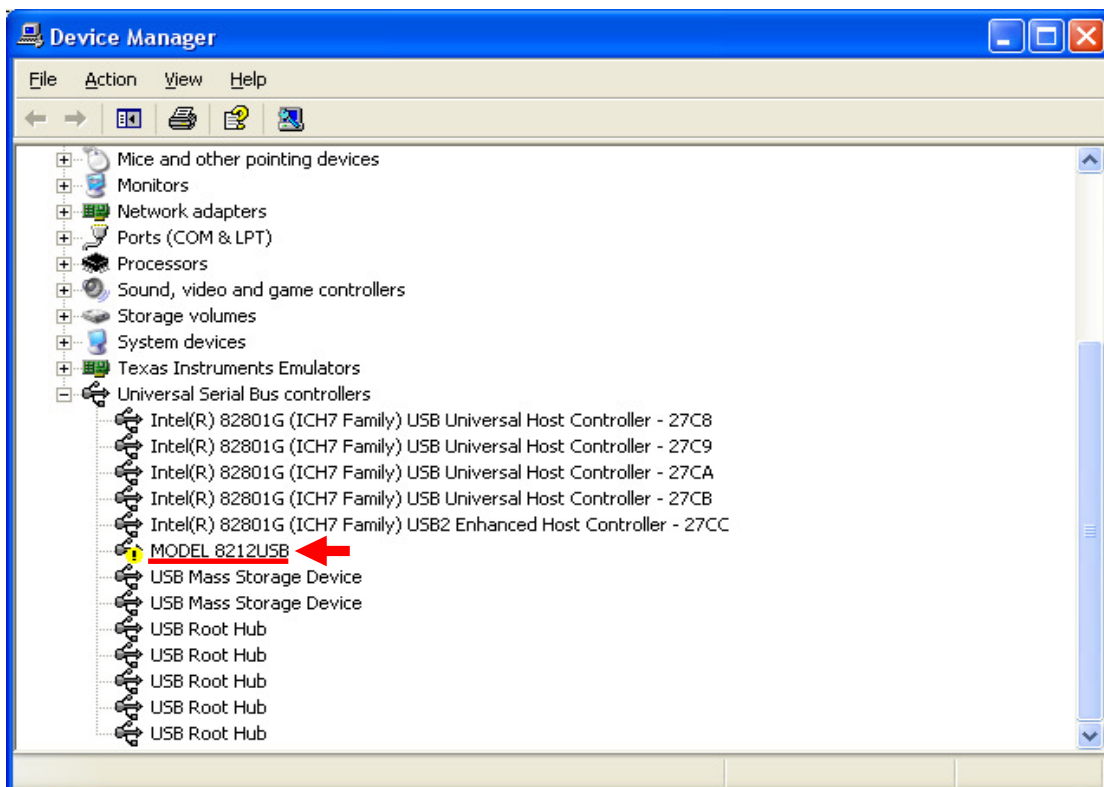 Device Manager
File Action View Help
Mice and other pointing devices
Monitors
Network adapters
Ports (COM & LPT)
Processors
Sound, video and game controllers
Storage volumes
System devices
Texas Instruments Emulators
Universal Serial Bus controllers
Intel(R) 82801G (ICH7 Family) USB Universal Host Controller - 27C8
Intel(R) 82801G (ICH7 Family) USB Universal Host Controller - 27C9
Intel(R) 82801G (ICH7 Family) USB Universal Host Controller - 27CA
Intel(R) 82801G (ICH7 Family) USB Universal Host Controller - 27CB
Intel(R) 82801G (ICH7 Family) USB2 Enhanced Host Controller - 27CC
MODEL 8212USB
USB Mass Storage Device
USB Mass Storage Device
USB Root Hub
USB Root Hub
USB Root Hub
USB Root Hub
USB Root Hub